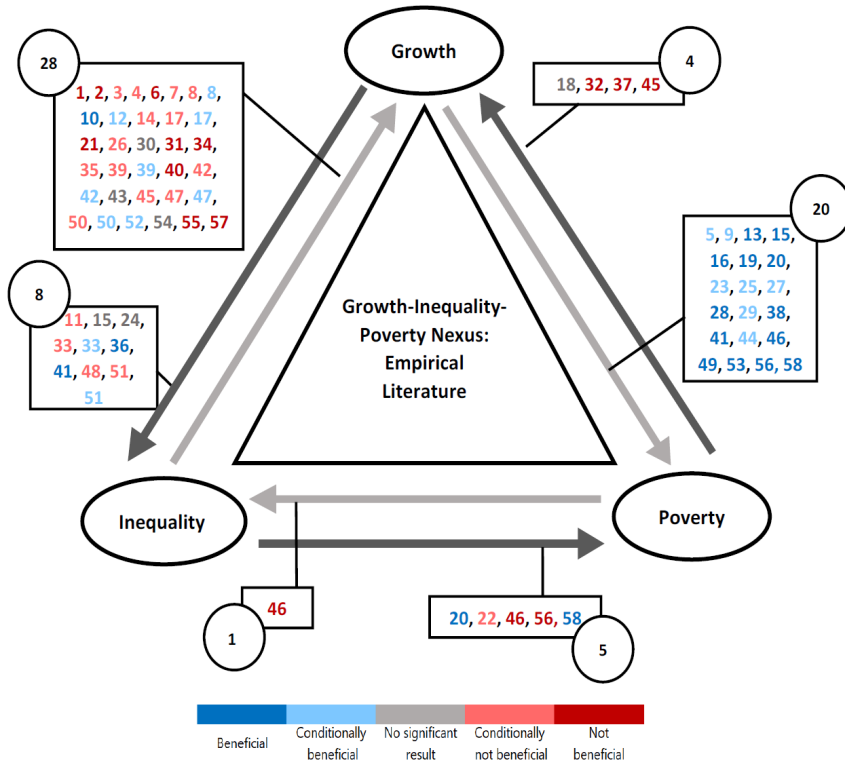 Growth
28
1, 2, 3, 4, 6, 7, 8, 8,
10, 12, 14, 17, 17,
21, 26, 30, 31, 34,
35, 39, 39, 40, 42,
42, 43, 45, 47, 47,
50, 50, 52, 54, 55, 57
4
18, 32, 37, 45
20
5, 9, 13, 15,
16, 19, 20,
23, 25, 27,
28, 29, 38,
41, 44, 46,
49, 53, 56, 58
8
11, 15, 24,
33, 33, 36,
41, 48, 51,
51
Growth-Inequality-
Poverty Nexus:
Empirical
Literature
Inequality
Poverty
46
1
20, 22, 46, 56, 58
5
Beneficial
Conditionally
beneficial
No significant
result
Conditionally
not beneficial
Not
beneficial